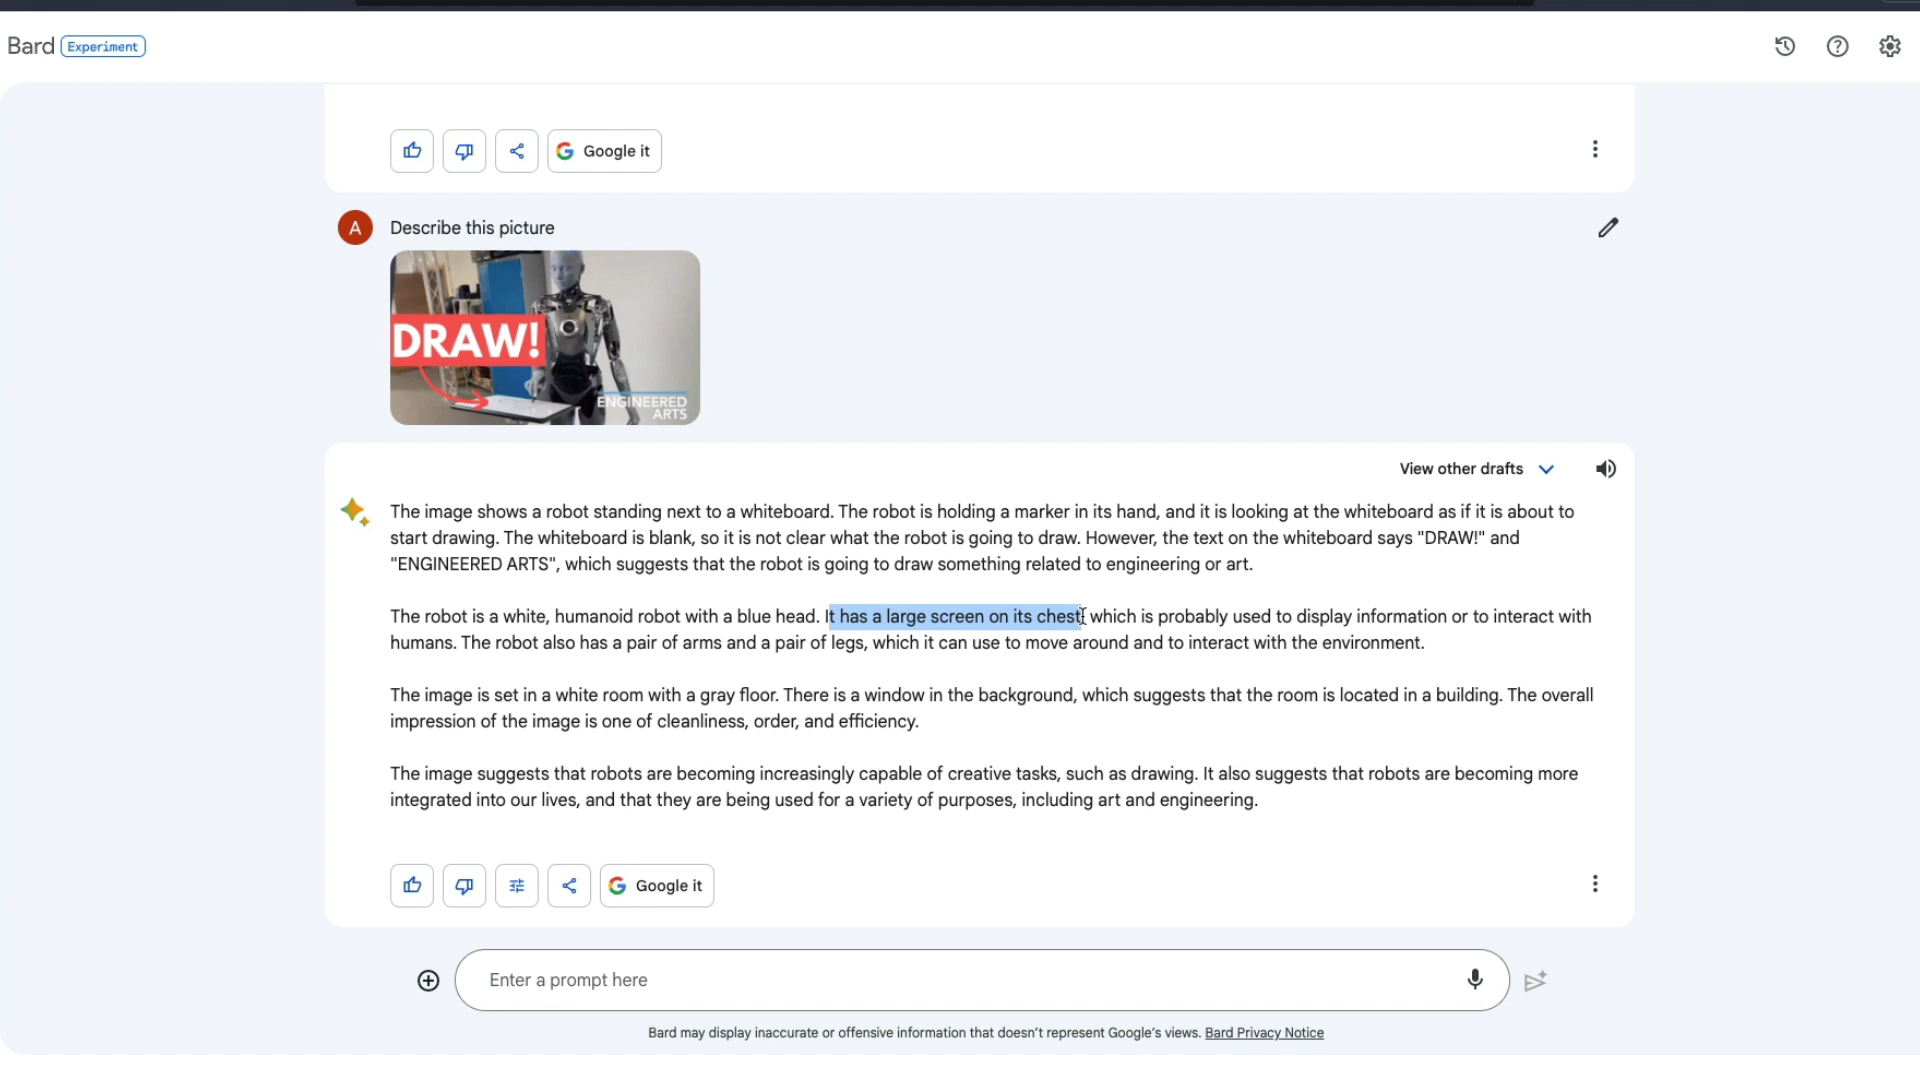 Bard Experiment
Google it
A Describe this picture
DRAW!
ENGINEERED
ARTS
View other drafts
The image shows a robot standing next to a whiteboard. The robot is holding a marker in its hand, and it is looking at the whiteboard as if it is about to
start drawing. The whiteboard is blank, so it is not clear what the robot is going to draw. However, the text on the whiteboard says "DRAW!" and
"ENGINEERED ARTS", which suggests that the robot is going to draw something related to engineering or art.
The robot is a white, humanoid robot with a blue head. It has a large screen on its chest, which is probably used to display information or to interact with
humans. The robot also has a pair of arms and a pair of legs, which it can use to move around and to interact with the environment.
The image is set in a white room with a gray floor. There is a window in the background, which suggests that the room is located in a building. The overall
impression of the image is one of cleanliness, order, and efficiency.
The image suggests that robots are becoming increasingly capable of creative tasks, such as drawing. It also suggests that robots are becoming more
integrated into our lives, and that they are being used for a variety of purposes, including art and engineering.
Google it
Enter a prompt here
Bard may display inaccurate or offensive information that doesn't represent Google's views. Bard Privacy Notice